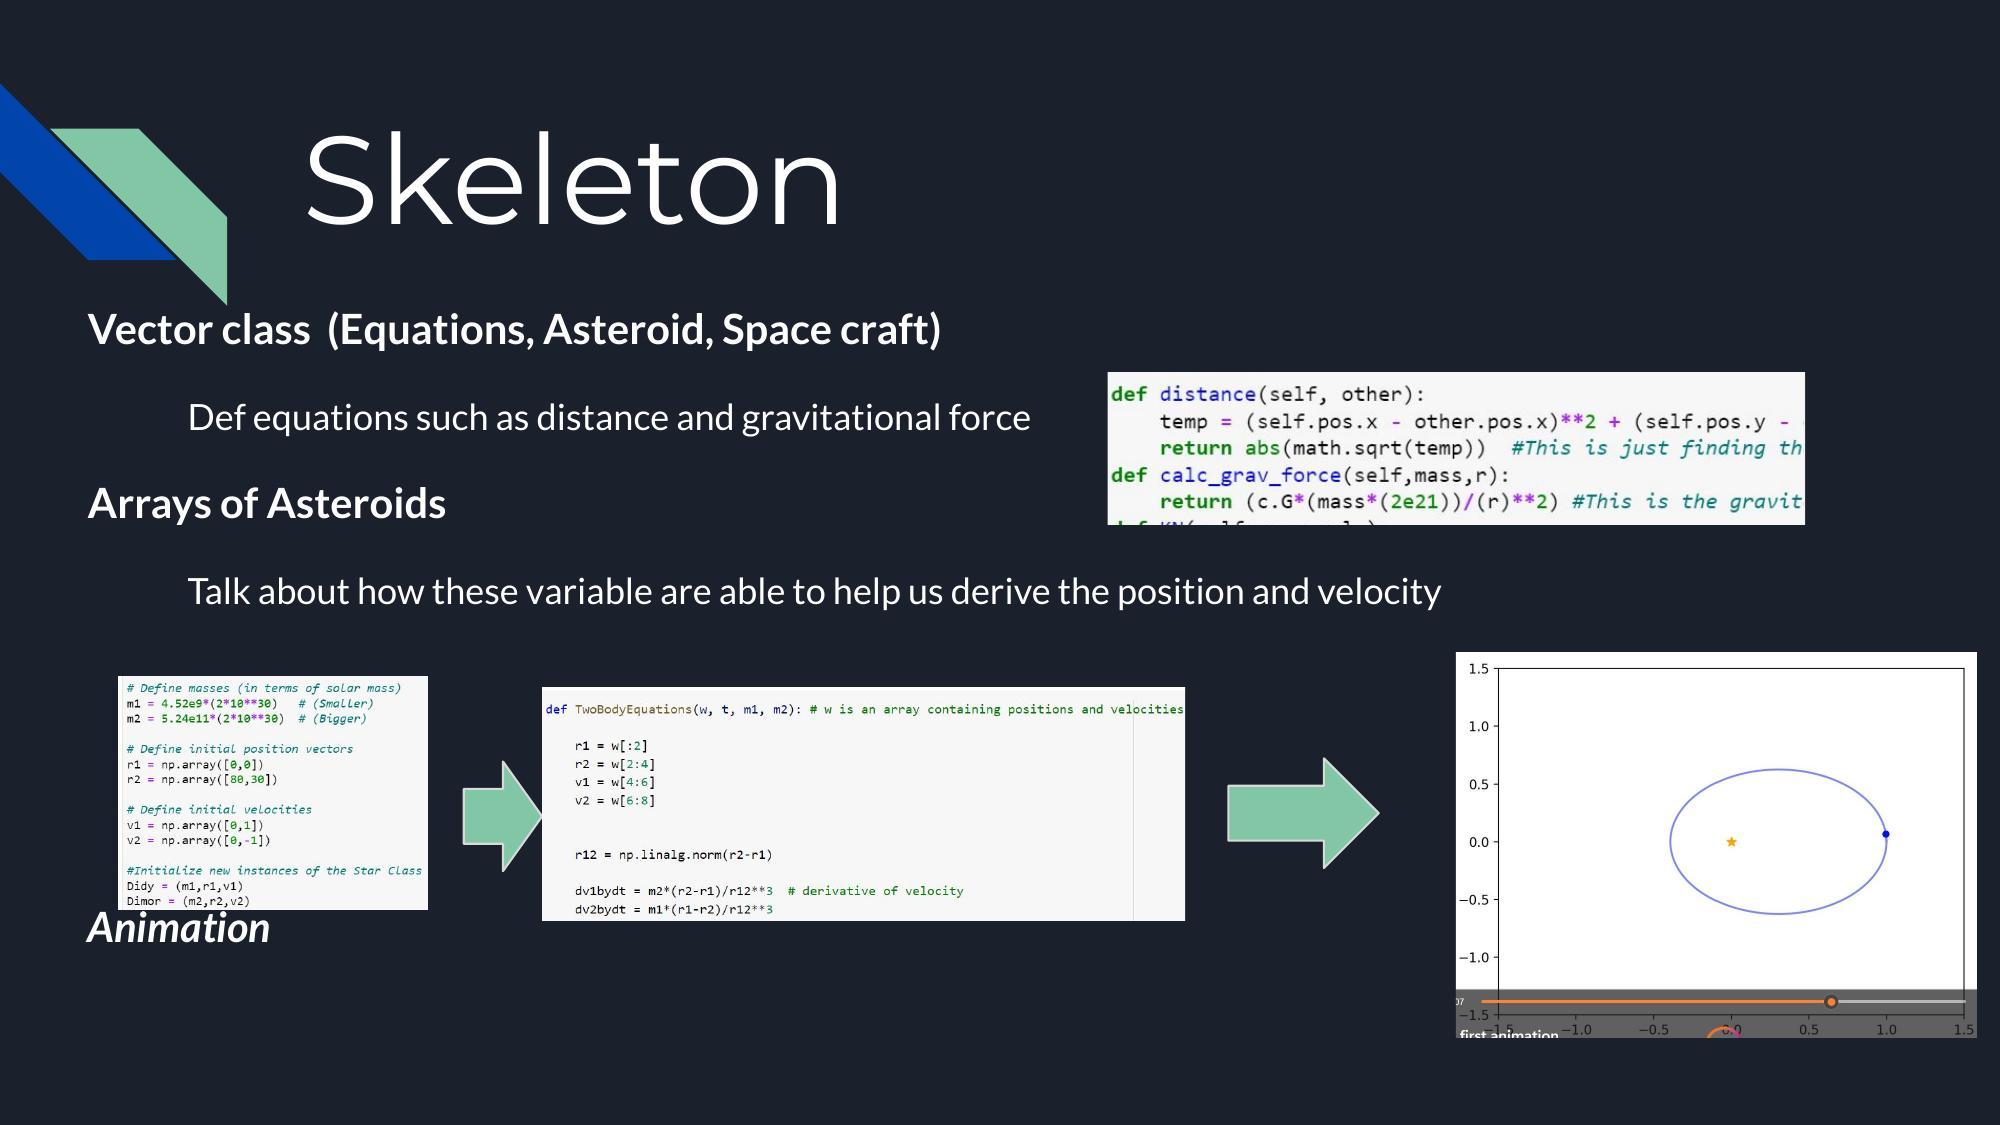 Skeleton
Vector class (Equations, Asteroid, Space craft)
Def equations such as distance and gravitational force
def distance(self, other):
temp = (self.pos.x - other.pos.x)**2 + (self.pos.y -
return abs(math.sqrt(temp)) #This is just finding th
def calc_grav_force(self,mass,r):
return (c.G*(mass*(2e21))/(r)**2) #This is the gravit
Arrays of Asteroids
Talk about how these variable are able to help us derive the position and velocity
# Define masses (in terms of solar mass)
m1 = 4.52e9*(2*10**30) # (Smaller)
m2 = 5.24e11*(2*10**30) # (Bigger)
# Define initial position vectors
r1 = np.array([0,0])
r2 = np.array([80,30])
# Define initial velocities
v1 = np.array([0,1])
v2 = np.array([0,-1])
#Initialize new instances of the Star Class
Didy = (m1,r1,v1)
Dimor = (m2,r2,v2)
def TwoBodyEquations(w, t, m1, m2): # w is an array containing positions and velocities
r1 = w[:2]
r2 = w[2:4]
v1 = w[4:6]
v2 = w[6:8]
r12 = np.linalg.norm(r2-r1)
dv1bydt = m2*(r2-r1)/r12**3 # derivative of velocity
dv2bydt = m1*(r1-r2)/r12**3
1.5
1.0
0.5
0.0
−0.5
−1.0
07
−1.5
−1.5 −1.0 −0.5 0.0 0.5 1.0 1.5
first animation
Animation